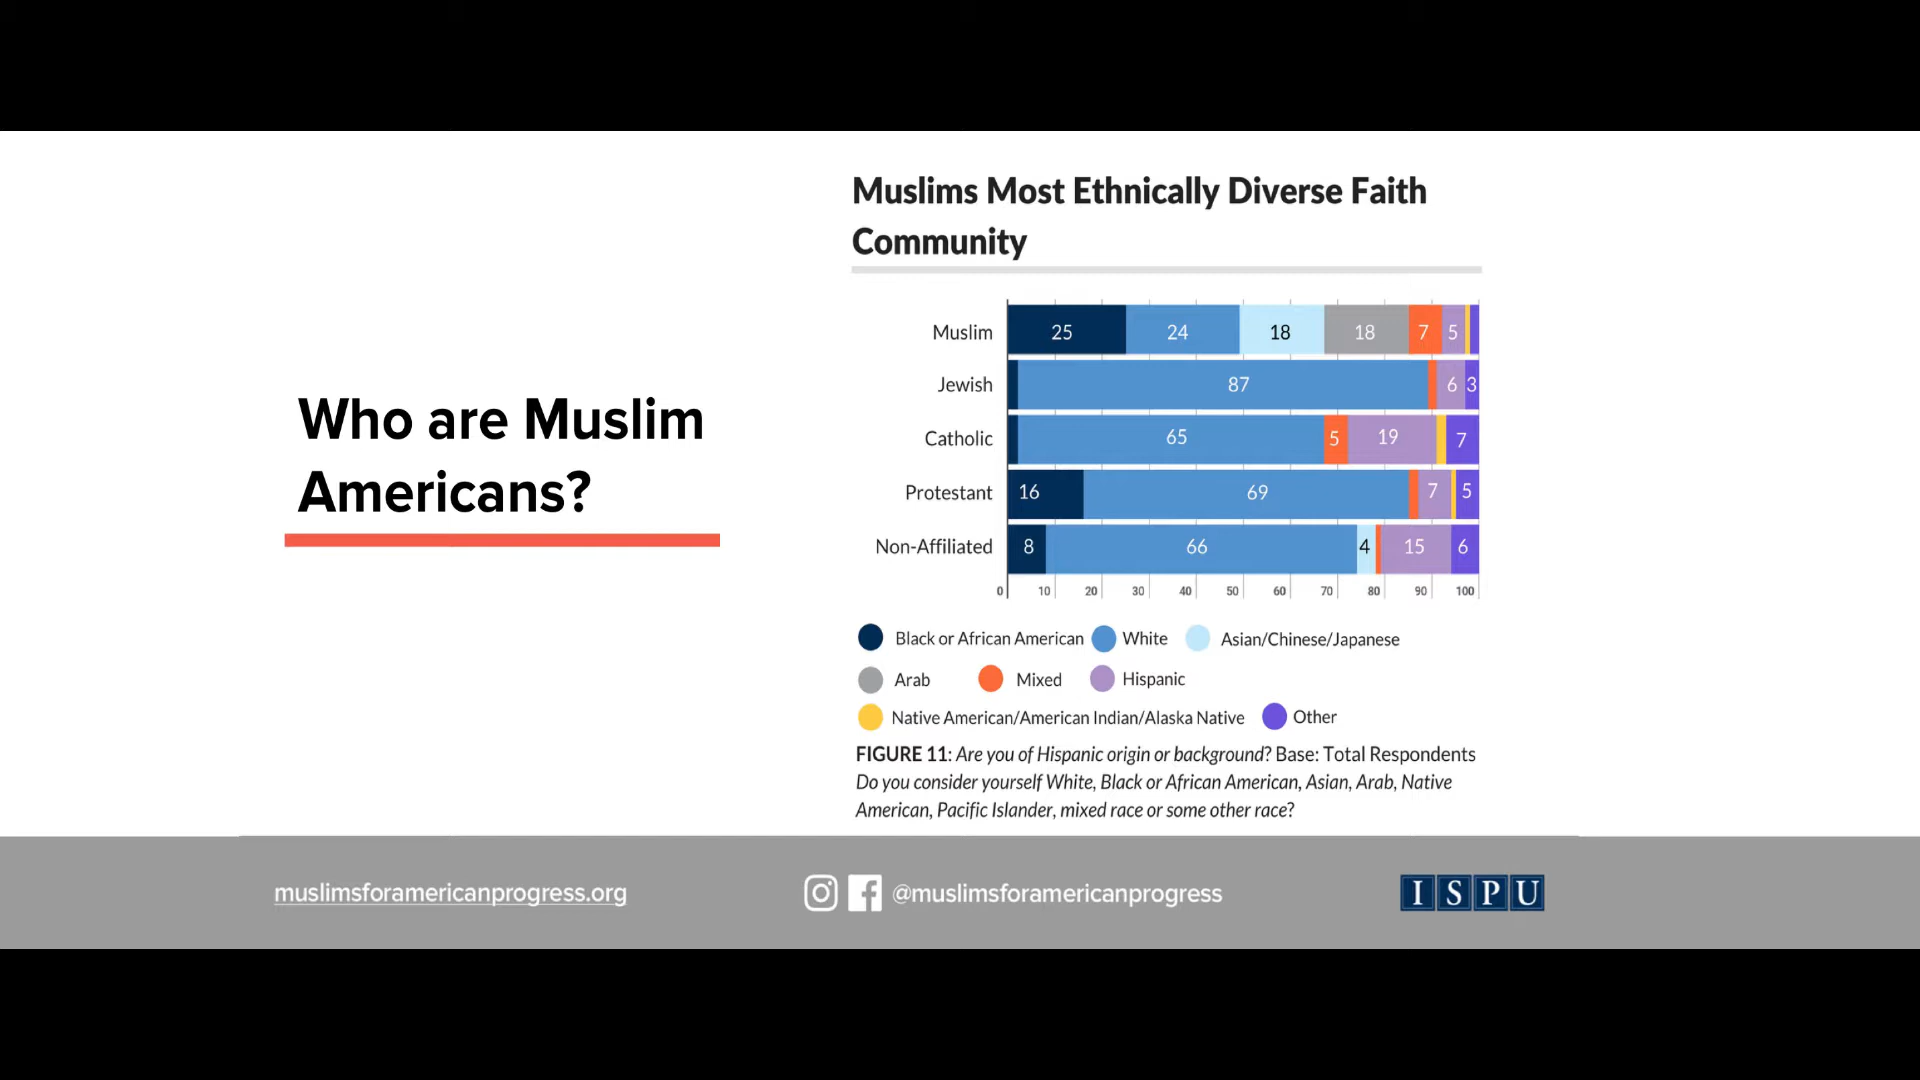 Muslims Most Ethnically Diverse Faith
Community
Who are Muslim
Americans?
Muslim 25 24 18 18 7 5
Jewish 87 6 3
Catholic 65 5 19 7
Protestant 16 69 7 5
Non-Affiliated 8 66 4 15 6
0 10 20 30 40 50 60 70 80 90 100
Black or African American White Asian/Chinese/Japanese
Arab Mixed Hispanic
Native American/American Indian/Alaska Native Other
FIGURE 11: Are you of Hispanic origin or background? Base: Total Respondents
Do you consider yourself White, Black or African American, Asian, Arab, Native
American, Pacific Islander, mixed race or some other race?
muslimsforamericanprogress.org @muslimsforamericanprogress ISPU